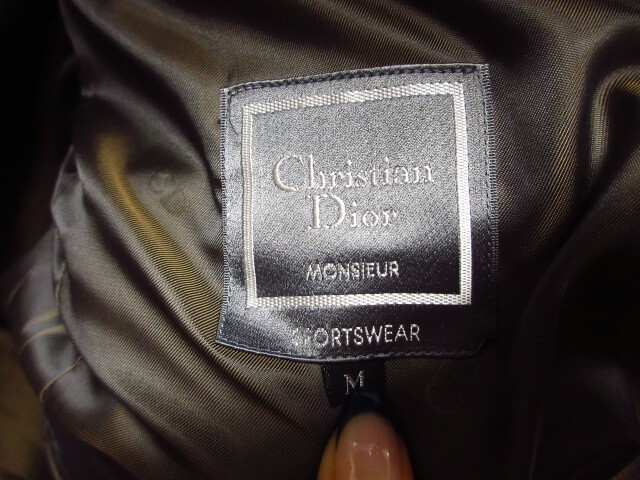 Christian
Dior
MONSIEUR
SPORTSWEAR
M